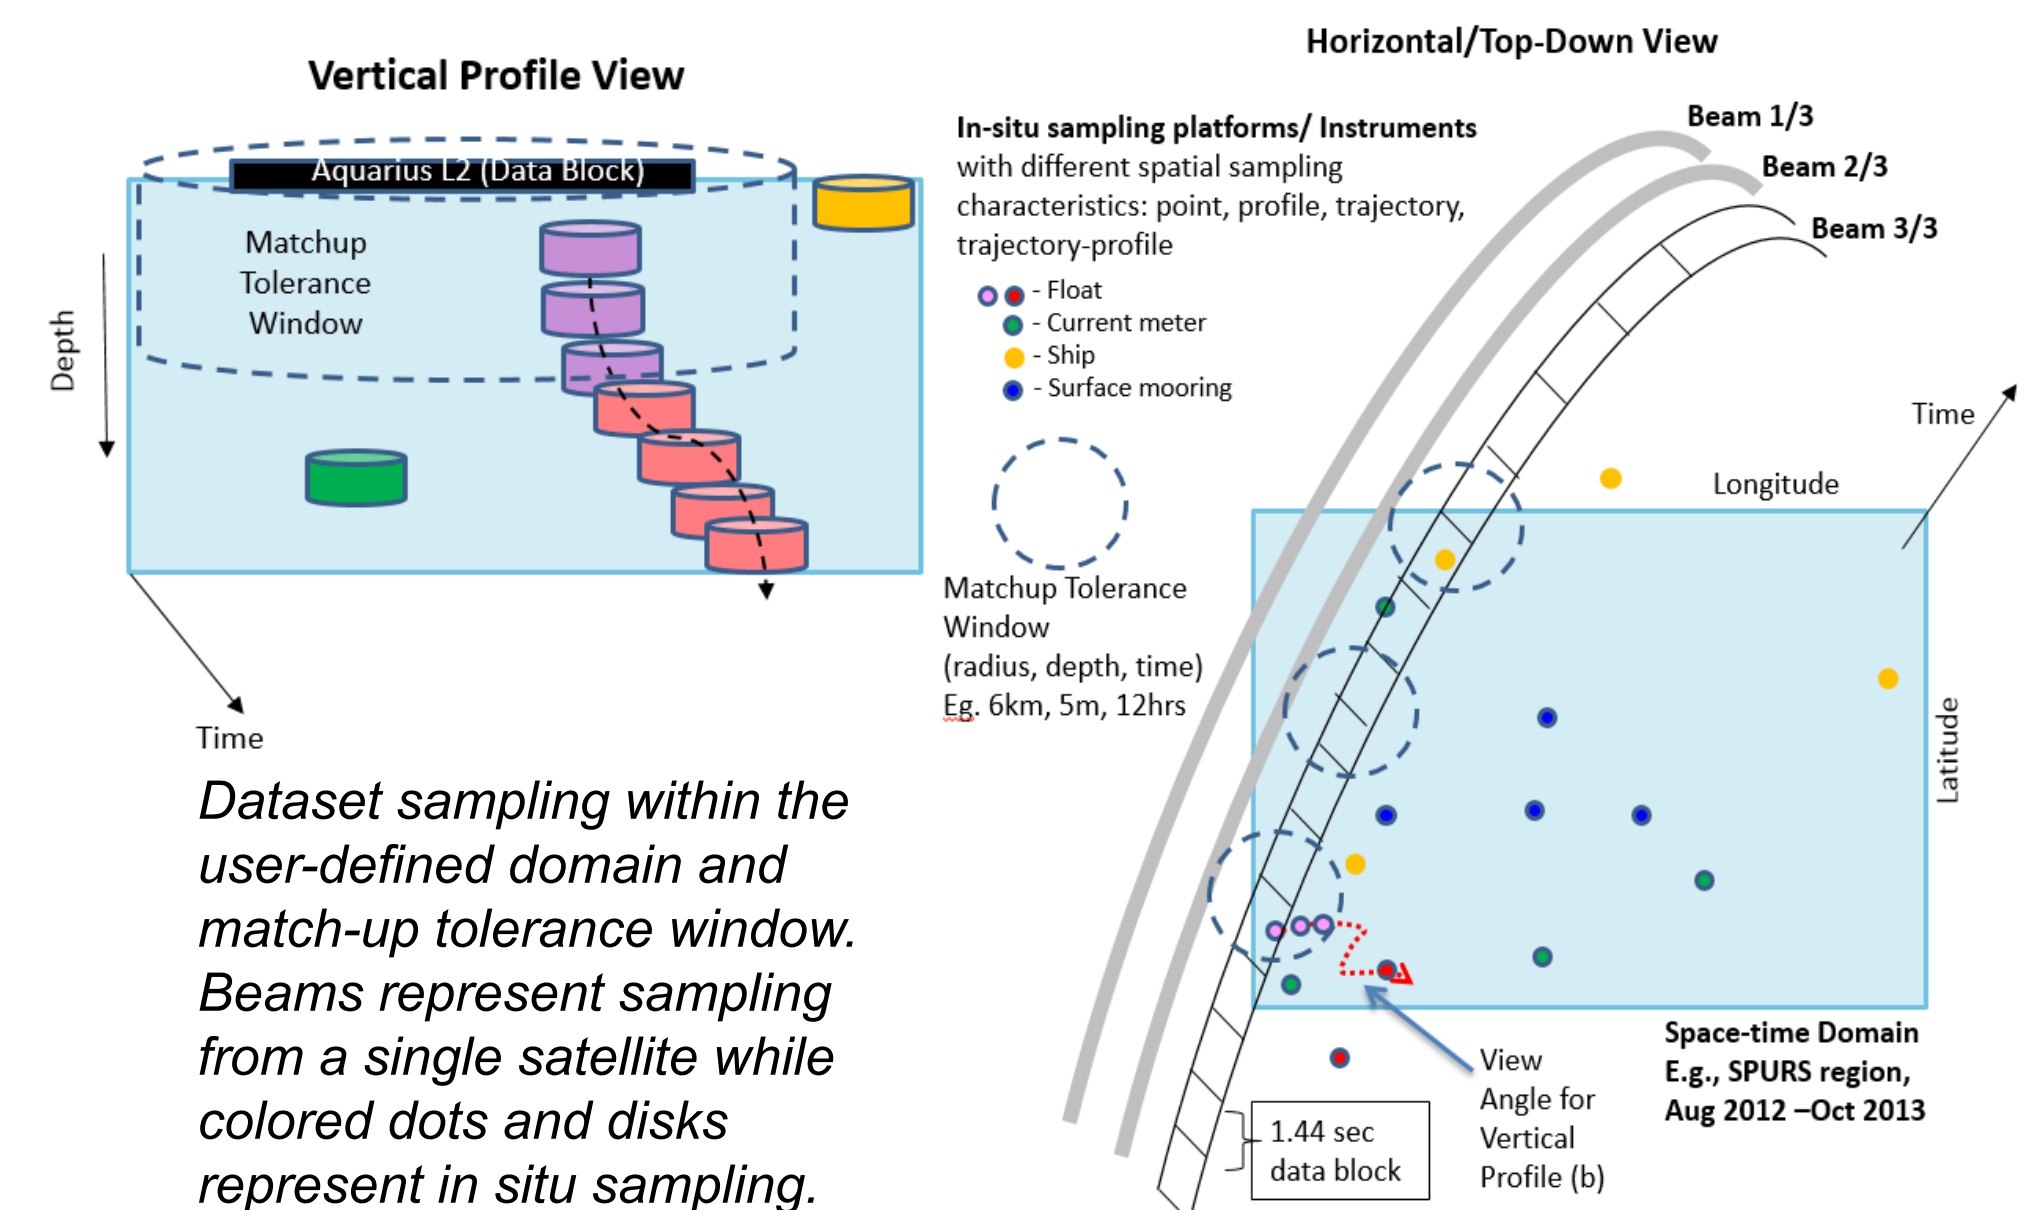 Vertical Profile View
Aquarius L2 (Data Block)
Matchup
Tolerance
Window
Depth
Time
Dataset sampling within the
user-defined domain and
match-up tolerance window.
Beams represent sampling
from a single satellite while
colored dots and disks
represent in situ sampling.
Horizontal/Top-Down View
In-situ sampling platforms/ Instruments
with different spatial sampling
characteristics: point, profile, trajectory,
trajectory-profile
- Float
- Current meter
- Ship
- Surface mooring
Matchup Tolerance
Window
(radius, depth, time)
Eg. 6km, 5m, 12hrs
Beam 1/3
Beam 2/3
Beam 3/3
Time
Longitude
Latitude
Space-time Domain
E.g., SPURS region,
Aug 2012 –Oct 2013
View
Angle for
Vertical
Profile (b)
1.44 sec
data block